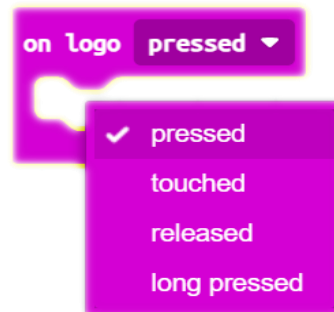 on logo pressed
pressed
touched
released
long pressed